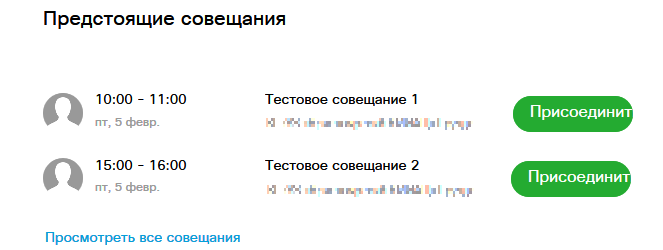 Предстоящие совещания
10:00 - 11:00
Тестовое совещание 1
Присоединит
пт, 5 февр.
15:00 - 16:00
Тестовое совещание 2
Присоединит
пт, 5 февр.
Просмотреть все совещания